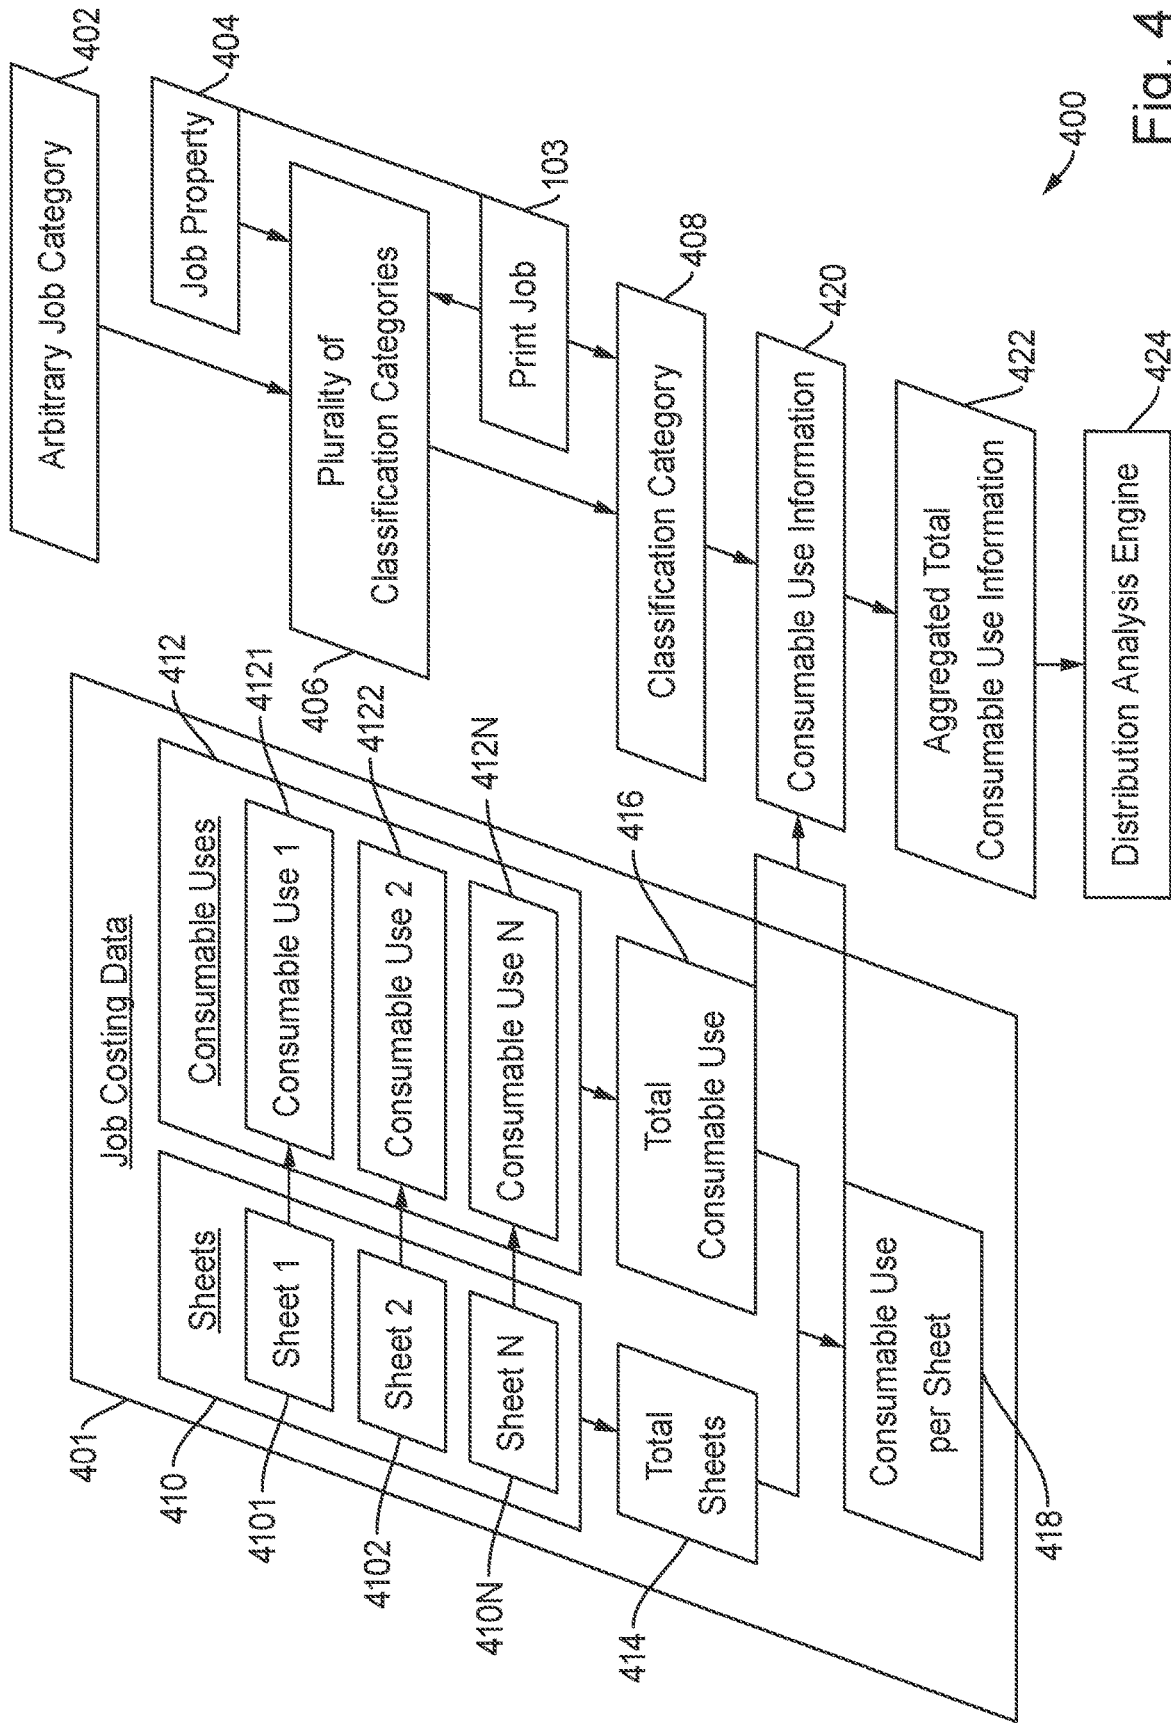 401
Job Costing Data
410
Sheets
4101
Sheet 1
4102
Sheet 2
410N
Sheet N
412
Consumable Uses
4121
Consumable Use 1
4122
Consumable Use 2
412N
Consumable Use N
414
Total
Sheets
416
Total
Consumable Use
Consumable Use
per Sheet
418
402
Arbitrary Job Category
404
Job Property
406
Plurality of
Classification Categories
103
Print Job
408
Classification Category
420
Consumable Use Information
422
Aggregated Total
Consumable Use Information
424
Distribution Analysis Engine
400
Fig. 4